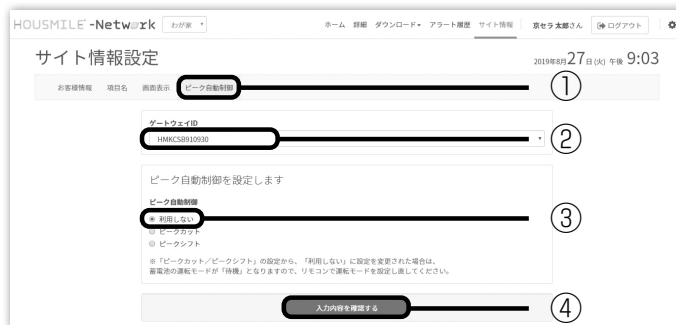 HOUSMILE-Network わが家 ホーム 詳細 ダウンロード アラート履歴 サイト情報 京セラ 太郎さん ログアウト
サイト情報設定 2019年8月27日(火) 午後 9:03
お客様情報 項目名 画面表示 ピーク自動制御 ①
ゲートウェイID
HMKCSB910930 ②
ピーク自動制御を設定します
ピーク自動制御
利用しない ③
ピークカット
ピークシフト
※「ピークカット/ピークシフト」の設定から、「利用しない」に設定を変更された場合は、
蓄電池の運転モードが「待機」となりますので、リモコンで運転モードを設定し直してください。
入力内容を確認する ④